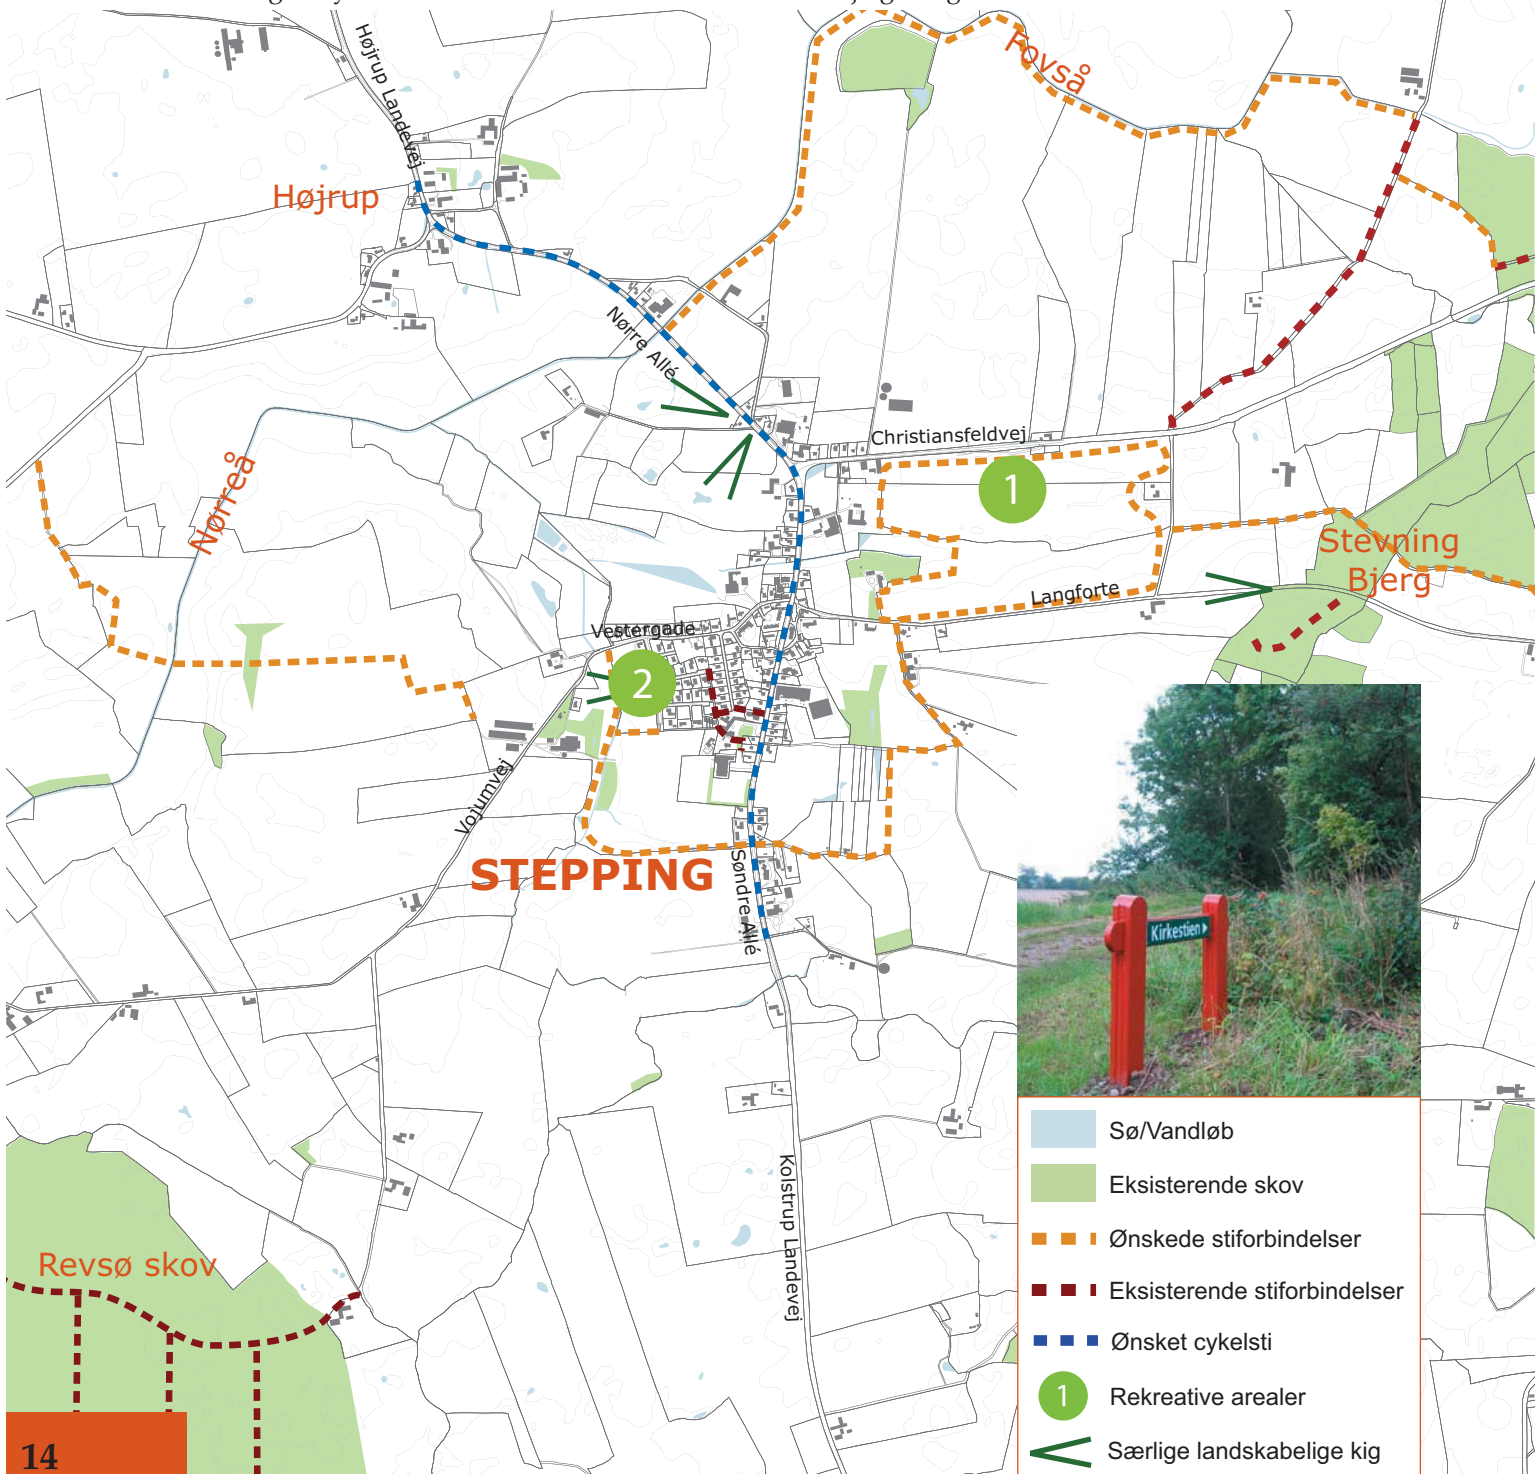 Højrup Landevej
Fovså
Højrup
Nørre Allé
Christiansfeldvej
1
Nørreå
Stevning
Bjerg
Langforte
Vestergade
2
Vojumvej
STEPPING
Søndre Allé
Kirkestien
Kolstrup Landevej
Revsø skov
Sø/Vandløb
Eksisterende skov
Ønskede stiforbindelser
Eksisterende stiforbindelser
Ønsket cykelsti
1 Rekreative arealer
Særlige landskabelige kig
14